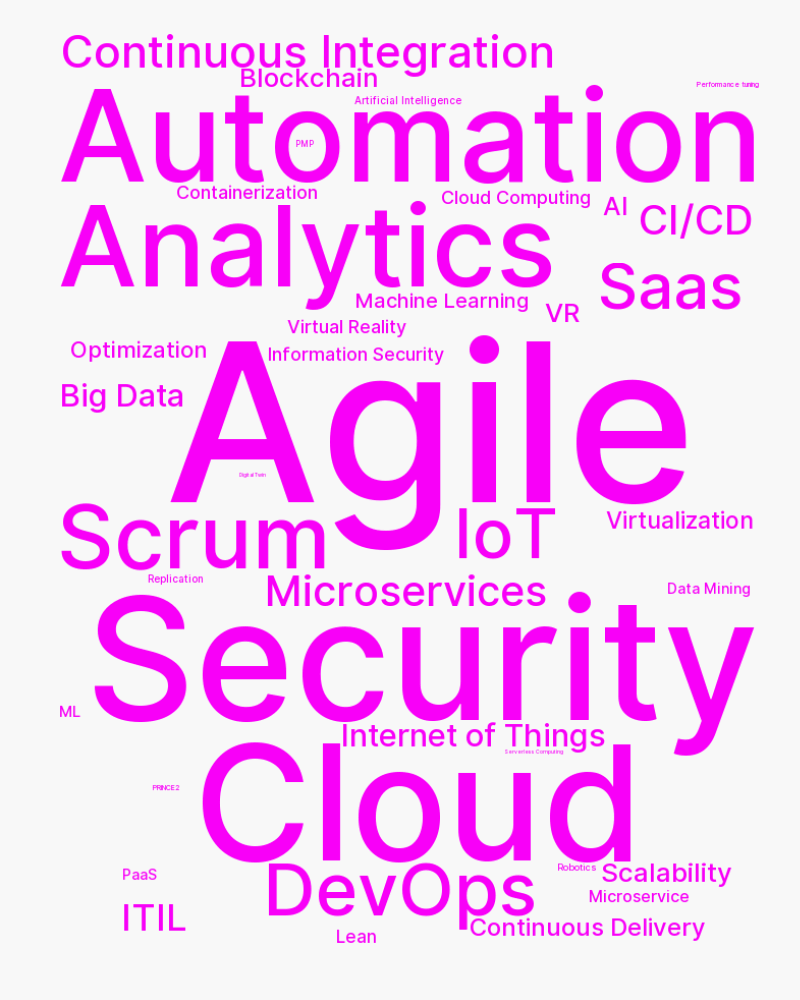 Continuous Integration
Blockchain
Performance tuning
Artificial Intelligence
Automation
PMP
Containerization
Cloud Computing
AI
CI/CD
Analytics
Saas
Machine Learning
VR
Virtual Reality
Optimization
Information Security
Big Data
Agile
Digital Twin
Scrum
IoT
Virtualization
Replication
Microservices
Data Mining
Security
ML
Internet of Things
Serverless Computing
Cloud
PRINCE2
Robotics
Scalability
PaaS
DevOps
Microservice
ITIL
Continuous Delivery
Lean